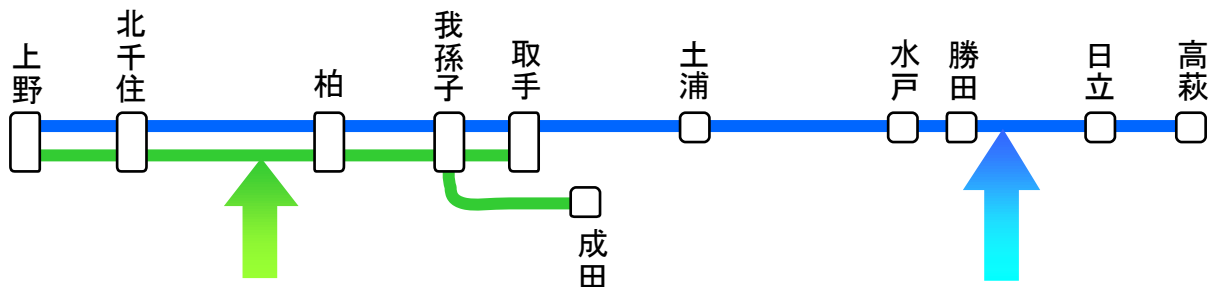 上野
北千住
柏
我孫子
取手
土浦
水戸
勝田
日立
高萩
成田